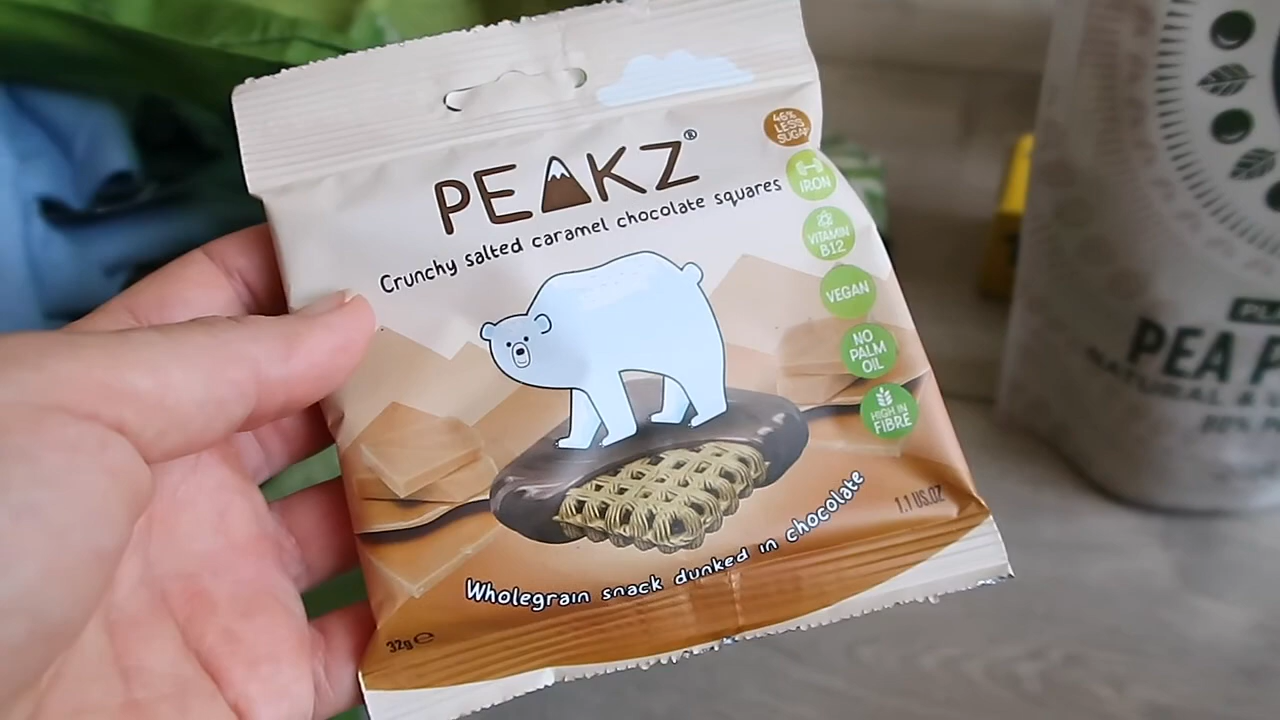 PEAKZ®
Crunchy salted caramel chocolate squares
46%
LESS
SUGAR
IRON
VITAMIN
B12
VEGAN
NO
PALM
OIL
HIGH IN
FIBRE
1.1 US.OZ
Wholegrain snack dunked in chocolate
32g ℮
PEA
NATURAL &